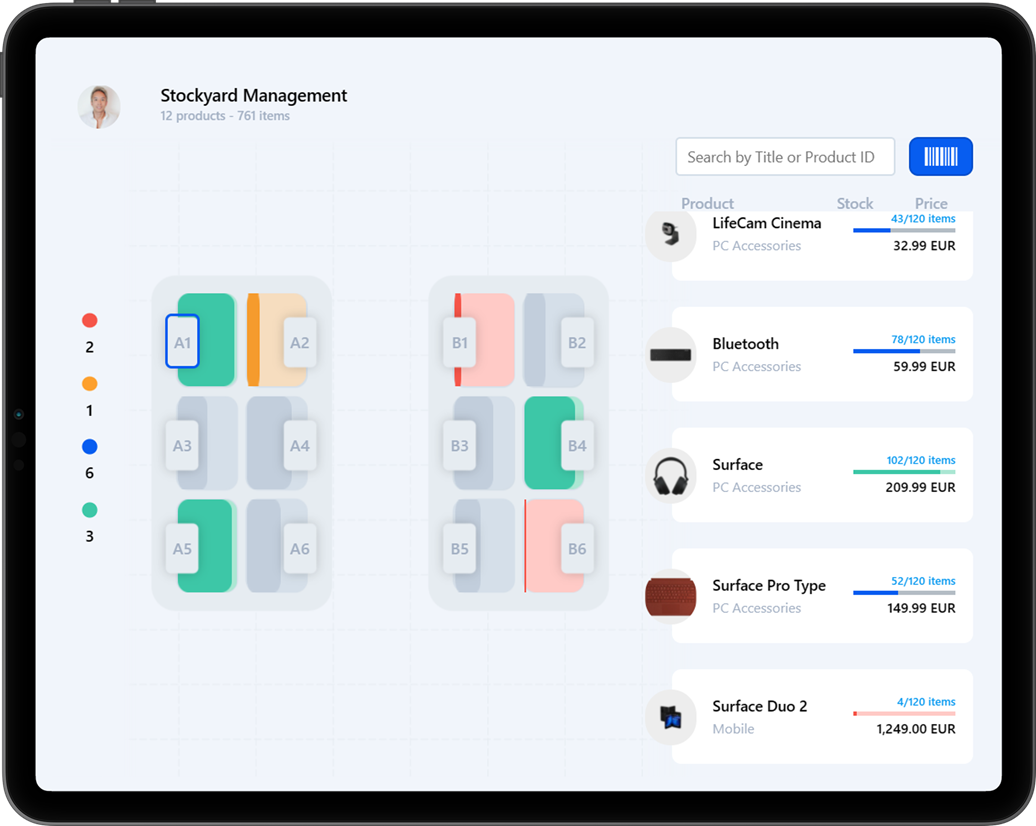 Stockyard Management
12 products - 761 items
Search by Title or Product ID
Product Stock Price
LifeCam Cinema 43/120 items
PC Accessories 32.99 EUR
Bluetooth 78/120 items
PC Accessories 59.99 EUR
Surface 102/120 items
PC Accessories 209.99 EUR
Surface Pro Type 52/120 items
PC Accessories 149.99 EUR
Surface Duo 2 4/120 items
Mobile 1,249.00 EUR
2
1
6
3
A1 A2
A3 A4
A5 A6
B1 B2
B3 B4
B5 B6